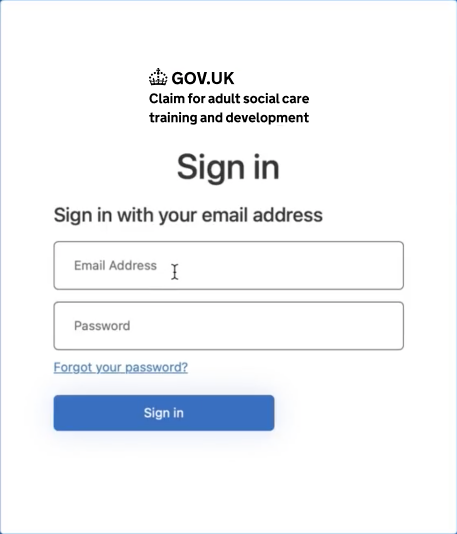 GOV.UK
Claim for adult social care
training and development
Sign in
Sign in with your email address
Email Address
Password
Forgot your password?
Sign in